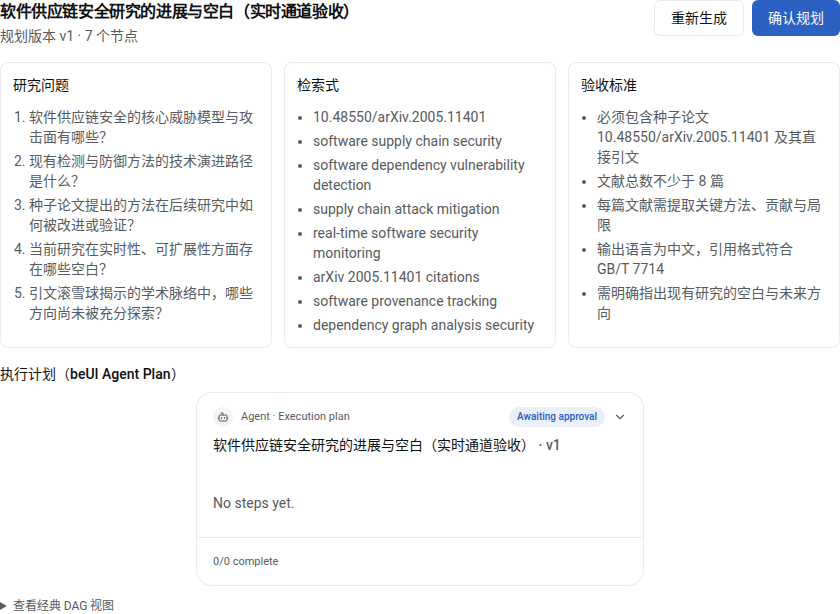 软件供应链安全研究的进展与空白（实时通道验收）
规划版本 v1 · 7 个节点
重新生成
确认规划
研究问题
1. 软件供应链安全的核心威胁模型与攻
击面有哪些？
2. 现有检测与防御方法的技术演进路径
是什么？
3. 种子论文提出的方法在后续研究中如
何被改进或验证？
4. 当前研究在实时性、可扩展性方面存
在哪些空白？
5. 引文滚雪球揭示的学术脉络中，哪些
方向尚未被充分探索？
检索式
• 10.48550/arXiv.2005.11401
• software supply chain security
• software dependency vulnerability
detection
• supply chain attack mitigation
• real-time software security
monitoring
• arXiv 2005.11401 citations
• software provenance tracking
• dependency graph analysis security
验收标准
• 必须包含种子论文
10.48550/arXiv.2005.11401 及其直
接引文
• 文献总数不少于 8 篇
• 每篇文献需提取关键方法、贡献与局
限
• 输出语言为中文，引用格式符合
GB/T 7714
• 需明确指出现有研究的空白与未来方
向
执行计划（beUI Agent Plan）
Agent · Execution plan
Awaiting approval
软件供应链安全研究的进展与空白（实时通道验收） · v1
No steps yet.
0/0 complete
查看经典 DAG 视图